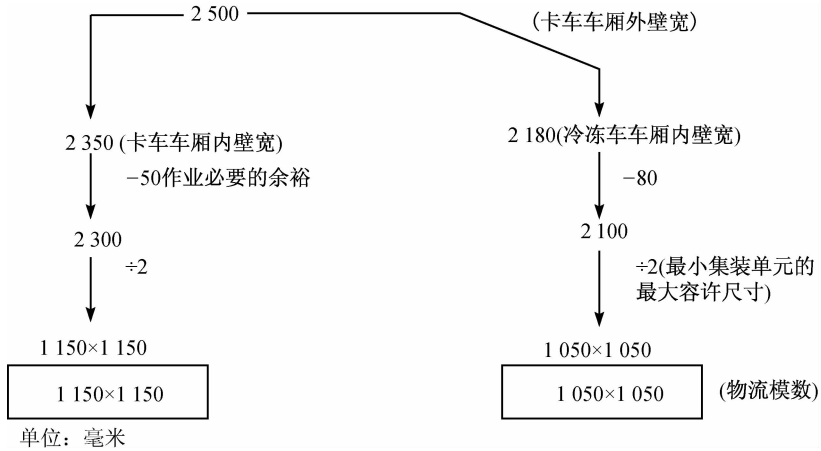 2 500
(卡车车厢外壁宽)
2 350 (卡车车厢内壁宽)
2 180(冷冻车车厢内壁宽)
−50作业必要的余裕
−80
2 300
2 100
÷2
÷2(最小集装单元的
最大容许尺寸)
1 150×1 150
1 050×1 050
1 150×1 150
1 050×1 050
(物流模数)
单位：毫米